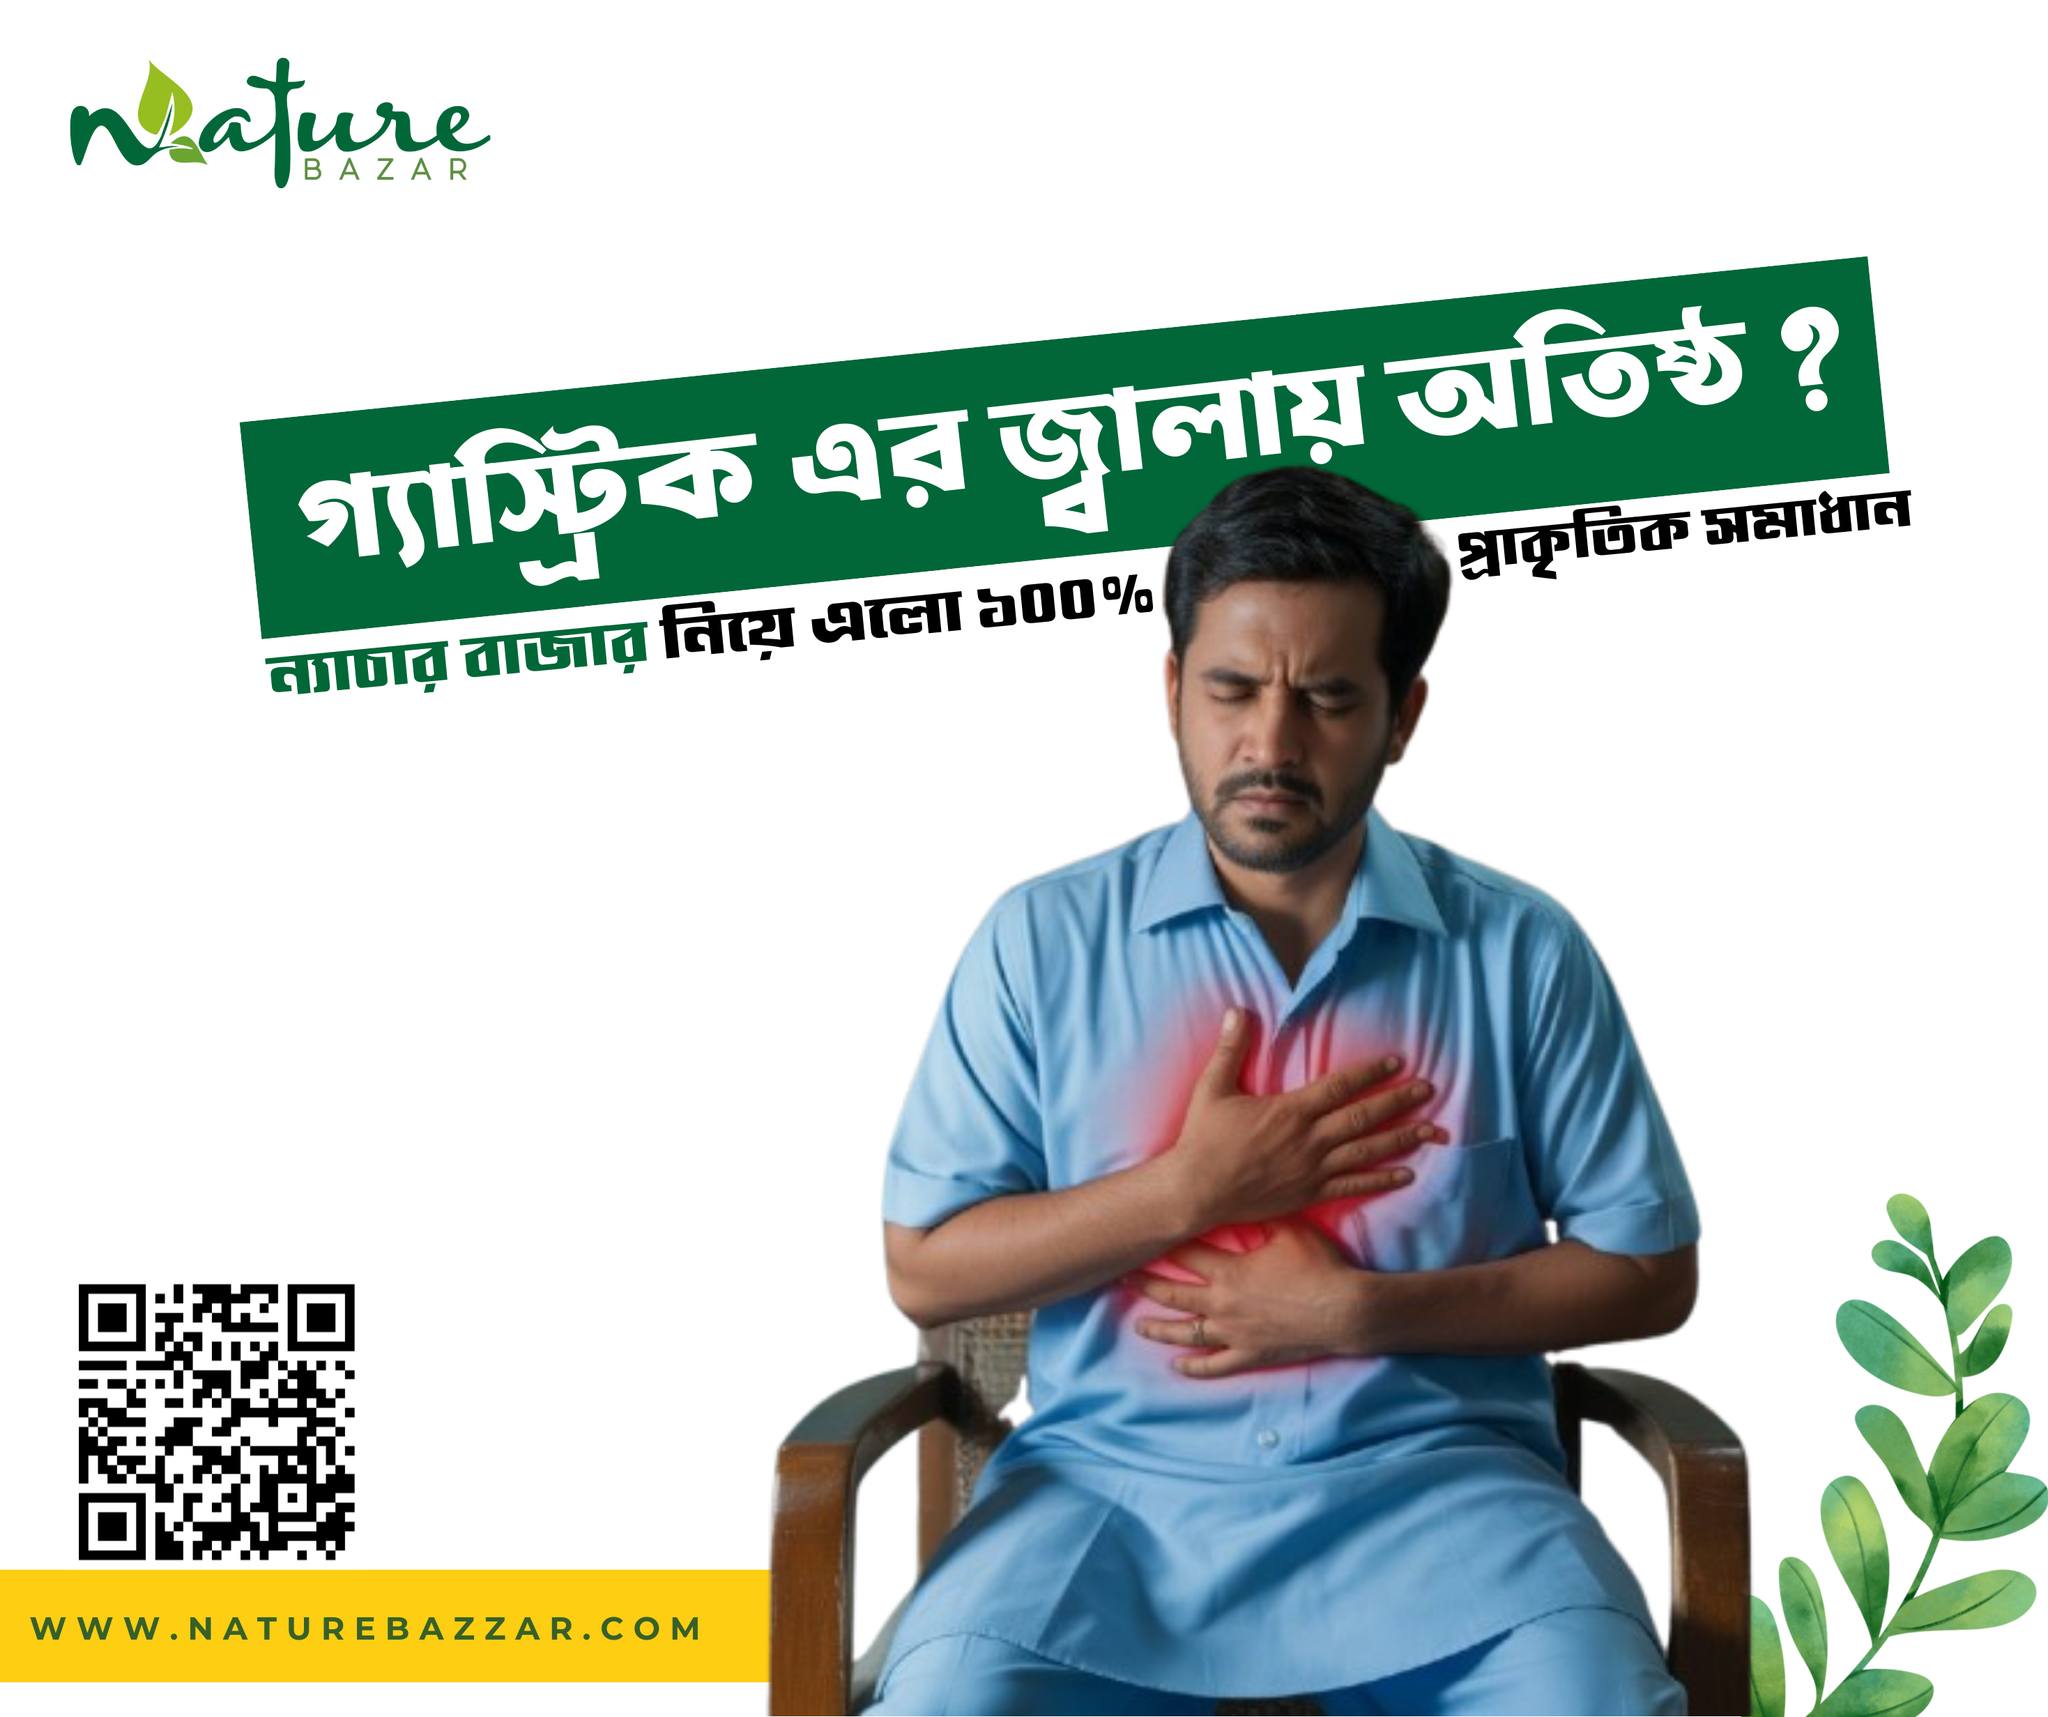 nature
BAZAR
গ্যাস্ট্রিক এর জ্বালায় অতিষ্ঠ ?
ন্যাচার বাজার নিয়ে এলো ১০০% প্রাকৃতিক সমাধান
WWW.NATUREBAZZAR.COM